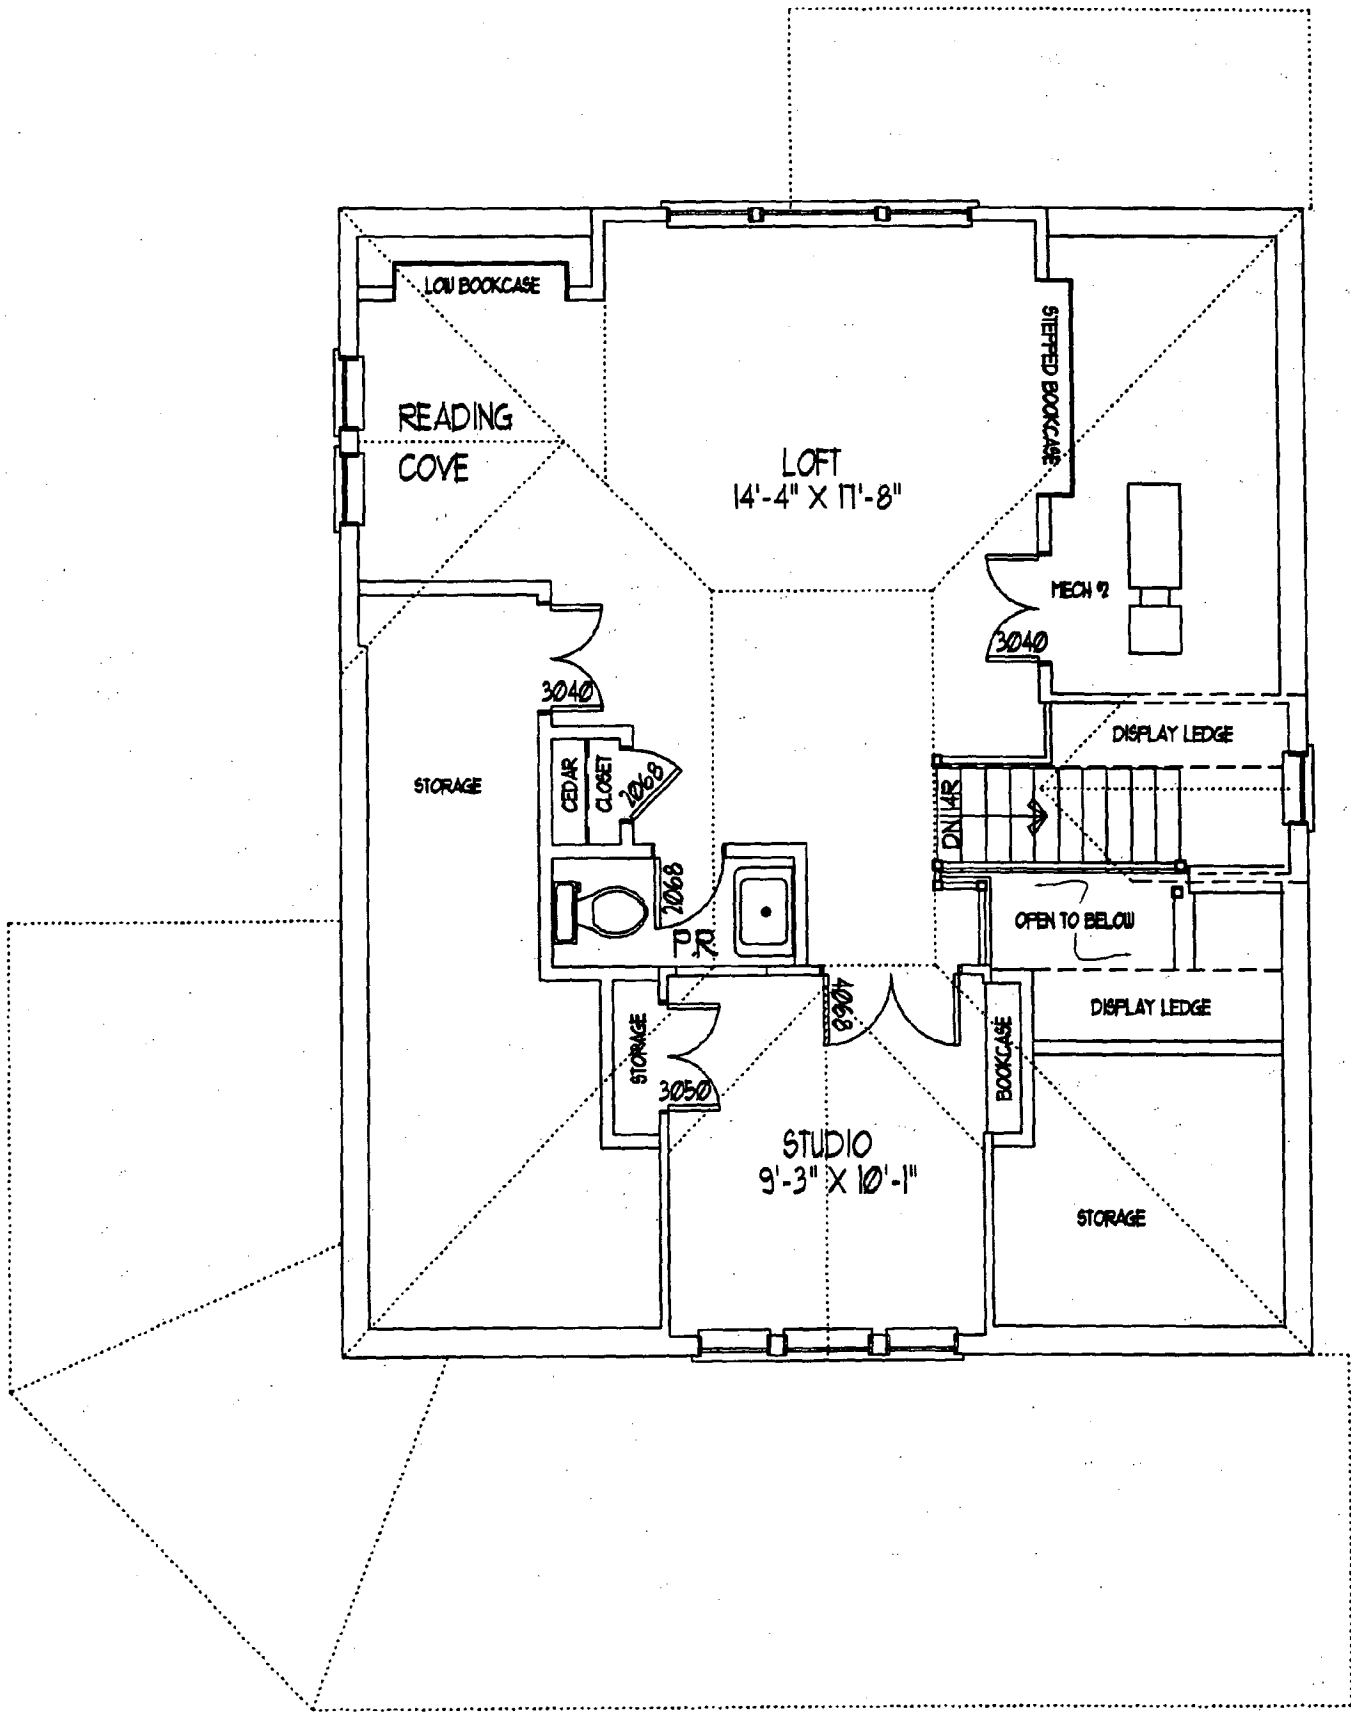 LOW BOOKCASE
STEPPED BOOKCASE
READING
COVE
LOFT
14'-4" X 17'-8"
MECH #2
3040
3040
DISPLAY LEDGE
STORAGE
CEDAR
CLOSET
2068
DN 14R
2068
OPEN TO BELOW
4068
DISPLAY LEDGE
STORAGE
3050
BOOKCASE
STUDIO
9'-3" X 10'-1"
STORAGE